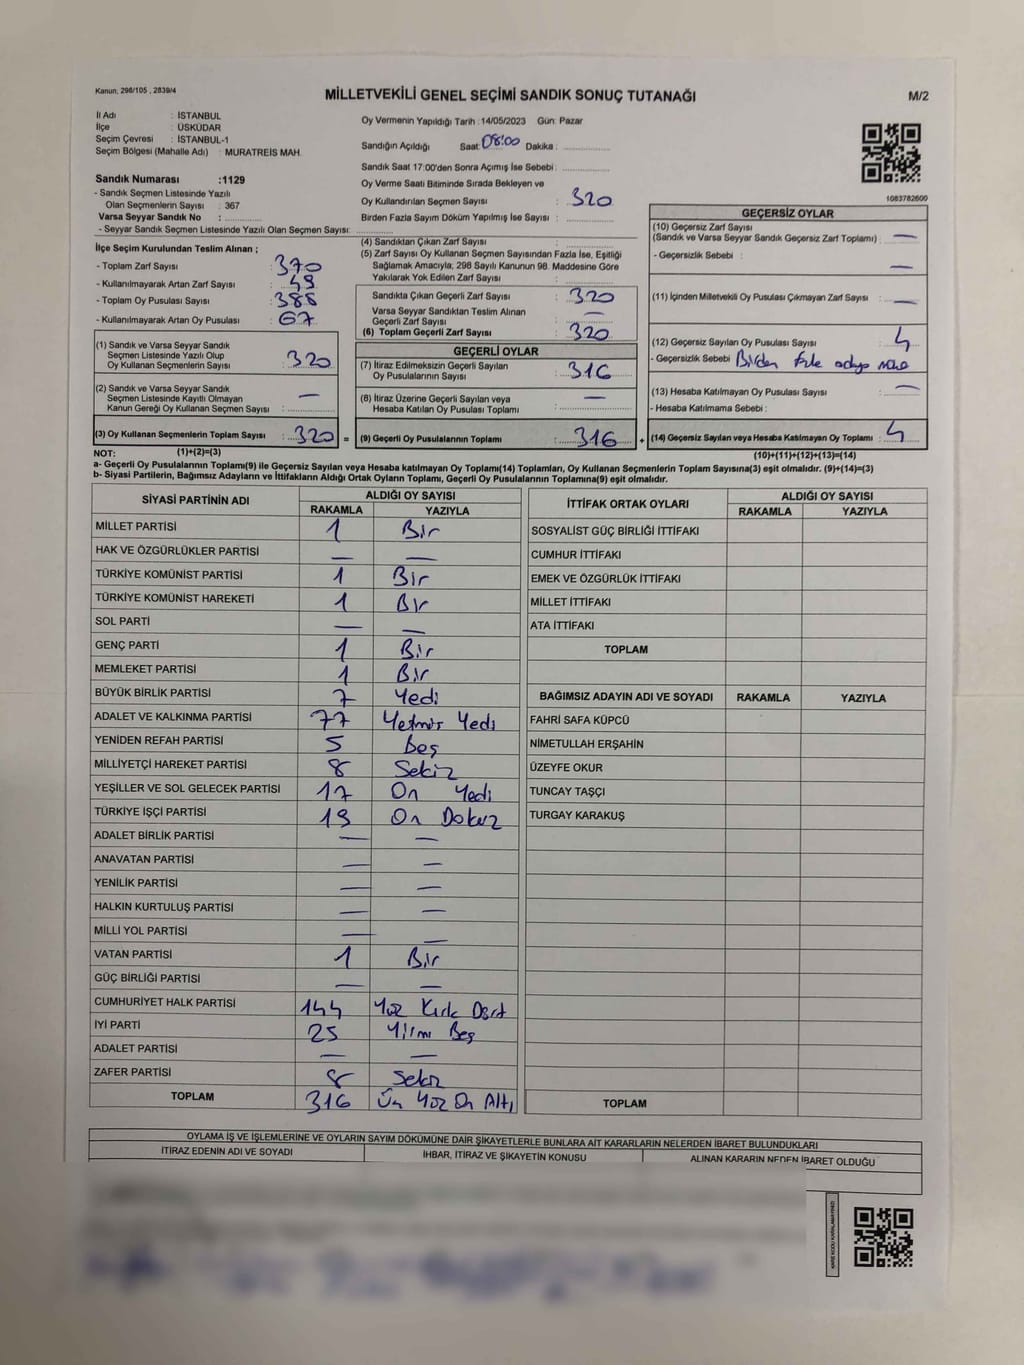 Kanun, 298/105 , 2839/4
MİLLETVEKİLİ GENEL SEÇİMİ SANDIK SONUÇ TUTANAĞI
M/2
İl Adı : İSTANBUL
İlçe : ÜSKÜDAR
Seçim Çevresi : İSTANBUL-1
Seçim Bölgesi (Mahalle Adı) : MURATREİS MAH.
Oy Vermenin Yapıldığı Tarih :14/05/2023 Gün: Pazar
Sandığın Açıldığı Saat: 08:00 Dakika :
Sandık Saat 17:00'den Sonra Açımış İse Sebebi :
Oy Verme Saati Bitiminde Sırada Bekleyen ve
Oy Kullandırılan Seçmen Sayısı : 320
Birden Fazla Sayım Döküm Yapılmış İse Sayısı :
1083782600
Sandık Numarası :1129
- Sandık Seçmen Listesinde Yazılı
Olan Seçmenlerin Sayısı : 367
Varsa Seyyar Sandık No :
- Seyyar Sandık Seçmen Listesinde Yazılı Olan Seçmen Sayısı:
İlçe Seçim Kurulundan Teslim Alınan ;
- Toplam Zarf Sayısı : 370
- Kullanılmayarak Artan Zarf Sayısı : 49
- Toplam Oy Pusulası Sayısı : 388
- Kullanılmayarak Artan Oy Pusulası : 67
(1) Sandık ve Varsa Seyyar Sandık
Seçmen Listesinde Yazılı Olup
Oy Kullanan Seçmenlerin Sayısı : 320
(2) Sandık ve Varsa Seyyar Sandık
Seçmen Listesinde Kayıtlı Olmayan
Kanun Gereği Oy Kullanan Seçmen Sayısı : —
(3) Oy Kullanan Seçmenlerin Toplam Sayısı : 320 =
(4) Sandıktan Çıkan Zarf Sayısı :
(5) Zarf Sayısı Oy Kullanan Seçmen Sayısından Fazla İse, Eşitliği
Sağlamak Amacıyla, 298 Sayılı Kanunun 98. Maddesine Göre
Yakılarak Yok Edilen Zarf Sayısı :
Sandıkta Çıkan Geçerli Zarf Sayısı : 320
Varsa Seyyar Sandıktan Teslim Alınan
Geçerli Zarf Sayısı : —
(6) Toplam Geçerli Zarf Sayısı : 320
GEÇERLİ OYLAR
(7) İtiraz Edilmeksizin Geçerli Sayılan
Oy Pusulalarının Sayısı : 316
(8) İtiraz Üzerine Geçerli Sayılan veya
Hesaba Katılan Oy Pusulası Toplamı : —
(9) Geçerli Oy Pusulalarının Toplamı : 316 +
GEÇERSİZ OYLAR
(10) Geçersiz Zarf Sayısı
(Sandık ve Varsa Seyyar Sandık Geçersiz Zarf Toplamı) : —
- Geçersizlik Sebebi : —
(11) İçinden Milletvekili Oy Pusulası Çıkmayan Zarf Sayısı : —
(12) Geçersiz Sayılan Oy Pusulası Sayısı : 4
- Geçersizlik Sebebi : Birden
(13) Hesaba Katılmayan Oy Pusulası Sayısı : —
- Hesaba Katılmama Sebebi :
(14) Geçersiz Sayılan veya Hesaba Katılmayan Oy Toplamı : 4
NOT: (1)+(2)=(3)
(10)+(11)+(12)+(13)=(14)
a- Geçerli Oy Pusulalarının Toplamı(9) ile Geçersiz Sayılan veya Hesaba katılmayan Oy Toplamı(14) Toplamları, Oy Kullanan Seçmenlerin Toplam Sayısına(3) eşit olmalıdır. (9)+(14)=(3)
b- Siyasi Partilerin, Bağımsız Adayların ve İttifakların Aldığı Ortak Oyların Toplamı, Geçerli Oy Pusulalarının Toplamına(9) eşit olmalıdır.
SİYASİ PARTİNİN ADI ALDIĞI OY SAYISI
RAKAMLA YAZIYLA
MİLLET PARTİSİ 1 Bir
HAK VE ÖZGÜRLÜKLER PARTİSİ — —
TÜRKİYE KOMÜNİST PARTİSİ 1 Bir
TÜRKİYE KOMÜNİST HAREKETİ 1 Bir
SOL PARTİ — —
GENÇ PARTİ 1 Bir
MEMLEKET PARTİSİ 1 Bir
BÜYÜK BİRLİK PARTİSİ 7 Yedi
ADALET VE KALKINMA PARTİSİ 77 Yetmiş Yedi
YENİDEN REFAH PARTİSİ 5 Beş
MİLLİYETÇİ HAREKET PARTİSİ 8 Sekiz
YEŞİLLER VE SOL GELECEK PARTİSİ 17 On Yedi
TÜRKİYE İŞÇİ PARTİSİ 19 On Dokuz
ADALET BİRLİK PARTİSİ — —
ANAVATAN PARTİSİ — —
YENİLİK PARTİSİ — —
HALKIN KURTULUŞ PARTİSİ — —
MİLLİ YOL PARTİSİ — —
VATAN PARTİSİ 1 Bir
GÜÇ BİRLİĞİ PARTİSİ — —
CUMHURİYET HALK PARTİSİ 144 Yüz Kırk Dört
İYİ PARTİ 25 Yirmi Beş
ADALET PARTİSİ — —
ZAFER PARTİSİ 8 Sekiz
TOPLAM 316 Üç Yüz On Altı
İTTİFAK ORTAK OYLARI ALDIĞI OY SAYISI
RAKAMLA YAZIYLA
SOSYALİST GÜÇ BİRLİĞİ İTTİFAKI
CUMHUR İTTİFAKI
EMEK VE ÖZGÜRLÜK İTTİFAKI
MİLLET İTTİFAKI
ATA İTTİFAKI
TOPLAM
BAĞIMSIZ ADAYIN ADI VE SOYADI RAKAMLA YAZIYLA
FAHRİ SAFA KÜPCÜ
NİMETULLAH ERŞAHİN
ÜZEYFE OKUR
TUNCAY TAŞÇI
TURGAY KARAKUŞ
TOPLAM
OYLAMA İŞ VE İŞLEMLERİNE VE OYLARIN SAYIM DÖKÜMÜNE DAİR ŞİKAYETLERLE BUNLARA AİT KARARLARIN NELERDEN İBARET BULUNDUKLARI
İTİRAZ EDENİN ADI VE SOYADI İHBAR, İTİRAZ VE ŞİKAYETİN KONUSU ALINAN KARARIN NEDEN İBARET OLDUĞU